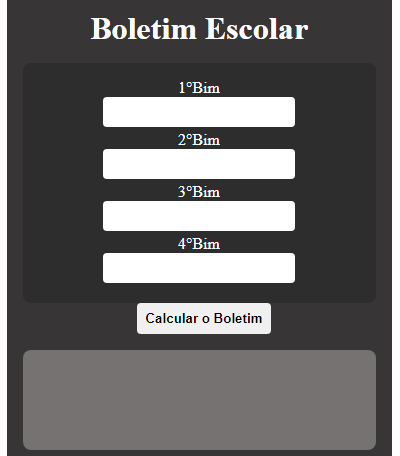 Boletim Escolar
1°Bim
2°Bim
3°Bim
4°Bim
Calcular o Boletim